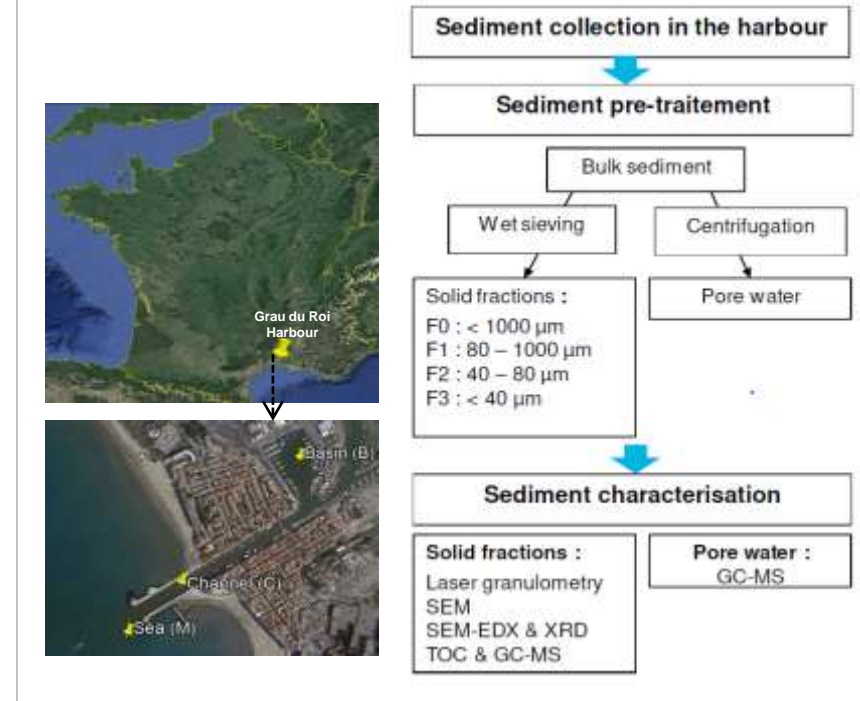 Grau du Roi
Harbour
Basin (B)
Channel (C)
Sea (M)
Sediment collection in the harbour
Sediment pre-traitement
Bulk sediment
Wet sieving
Centrifugation
Solid fractions :
F0 : < 1000 µm
F1 : 80 – 1000 µm
F2 : 40 – 80 µm
F3 : < 40 µm
Pore water
Sediment characterisation
Solid fractions :
Laser granulometry
SEM
SEM-EDX & XRD
TOC & GC-MS
Pore water :
GC-MS